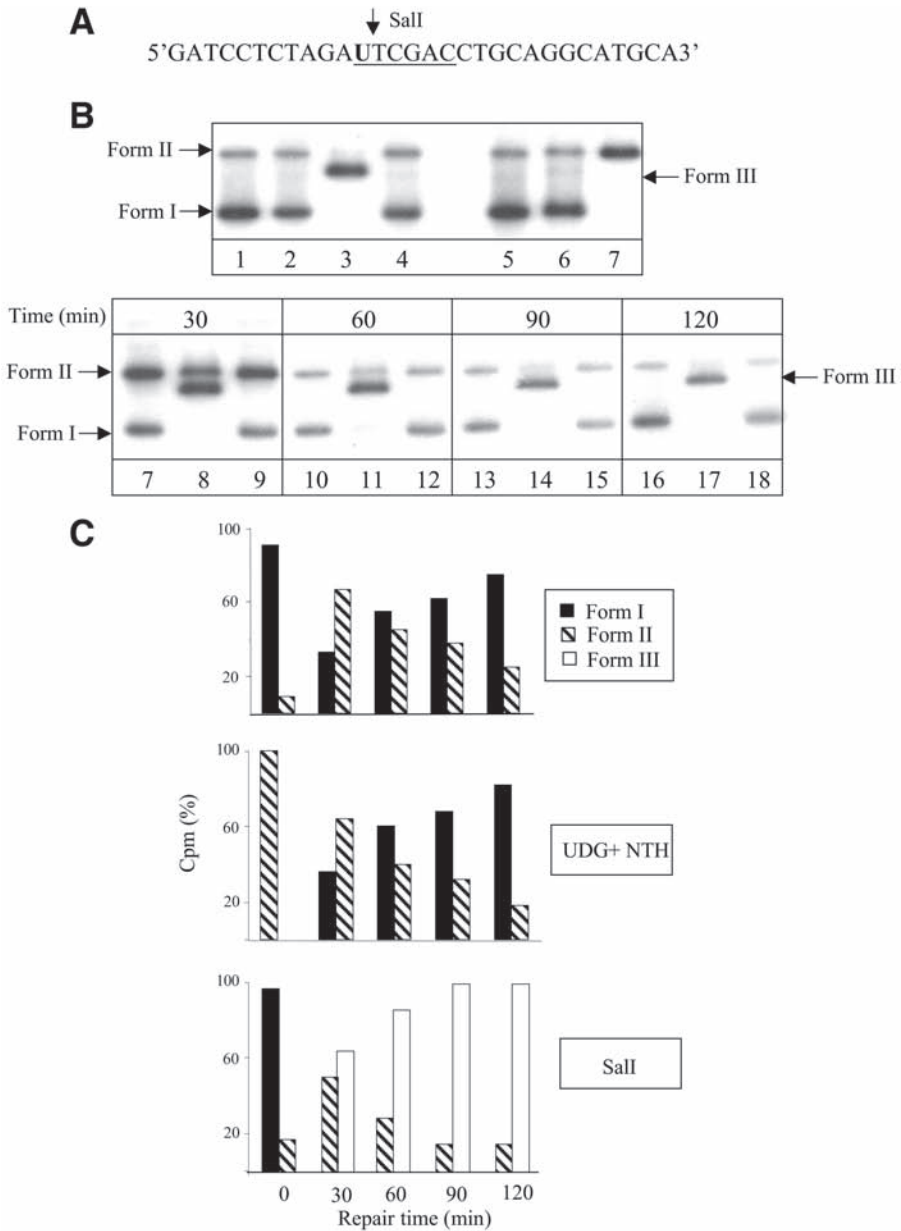 A
SalI
5'GATCCTCTAGAUTCGACCTGCAGGCATGCA3'
B
Form II
Form III
Form I
1 2 3 4 5 6 7
Time (min) 30 60 90 120
Form II
Form III
Form I
7 8 9 10 11 12 13 14 15 16 17 18
C
100
60
20
Form I
Form II
Form III
100
60
20
Cpm (%)
UDG+ NTH
100
60
20
SalI
0 30 60 90 120
Repair time (min)